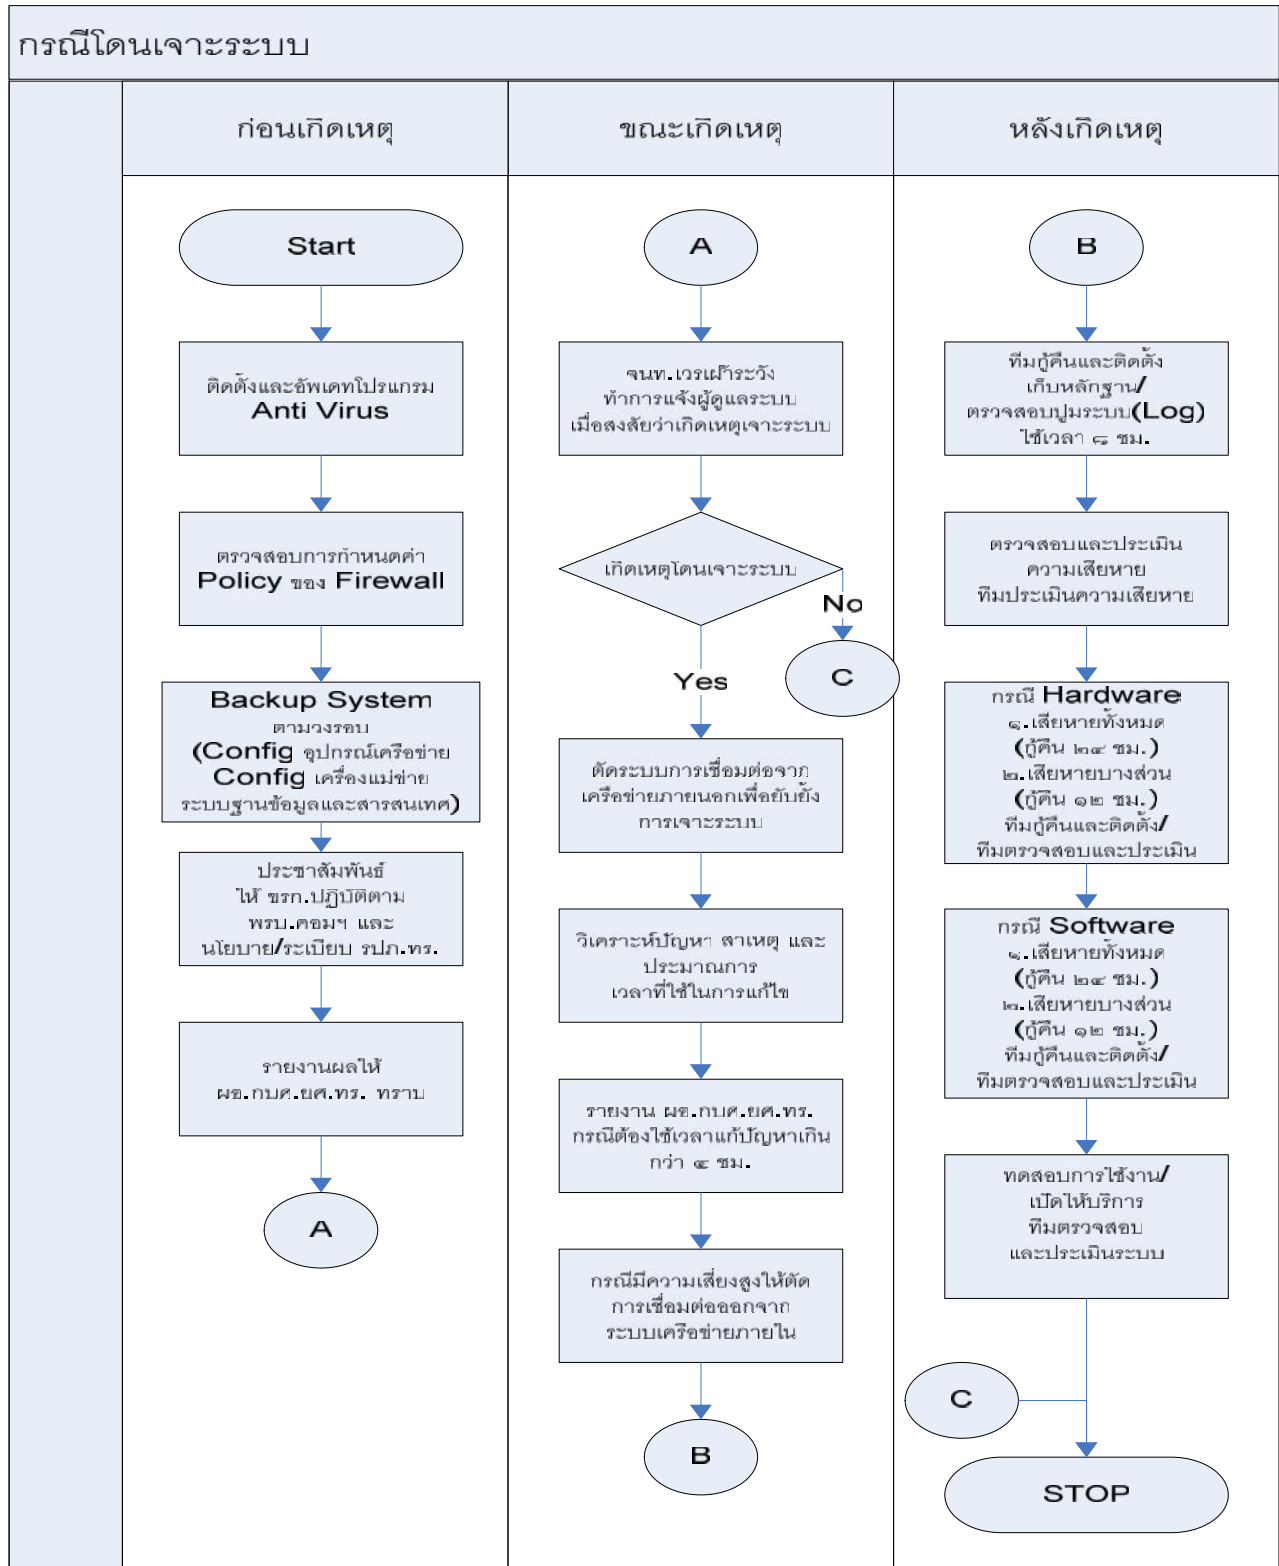 กรณีโดนเจาะระบบ
ก่อนเกิดเหตุ
ขณะเกิดเหตุ
หลังเกิดเหตุ
Start
ติดตั้งและอัพเดทโปรแกรม
Anti Virus
ตรวจสอบการกำหนดค่า
Policy ของ Firewall
Backup System
ตามวงรอบ
(Config อุปกรณ์เครือข่าย
Config เครื่องแม่ข่าย
ระบบฐานข้อมูลและสารสนเทศ)
ประชาสัมพันธ์
ให้ ขรก.ปฏิบัติตาม
พรบ.คอมฯ และ
นโยบาย/ระเบียบ รปภ.ทร.
รายงานผลให้
ผอ.กบศ.ยศ.ทร. ทราบ
A
A
จนท.เวรเฝ้าระวัง
ทำการแจ้งผู้ดูแลระบบ
เมื่อสงสัยว่าเกิดเหตุเจาะระบบ
เกิดเหตุโดนเจาะระบบ
No
C
Yes
ตัดระบบการเชื่อมต่อจาก
เครือข่ายภายนอกเพื่อยับยั้ง
การเจาะระบบ
วิเคราะห์ปัญหา สาเหตุ และ
ประมาณการ
เวลาที่ใช้ในการแก้ไข
รายงาน ผอ.กบศ.ยศ.ทร.
กรณีต้องใช้เวลาแก้ปัญหาเกิน
กว่า ๔ ชม.
กรณีมีความเสี่ยงสูงให้ตัด
การเชื่อมต่อออกจาก
ระบบเครือข่ายภายใน
B
B
ทีมกู้คืนและติดตั้ง
เก็บหลักฐาน/
ตรวจสอบปูมระบบ(Log)
ใช้เวลา ๘ ชม.
ตรวจสอบและประเมิน
ความเสียหาย
ทีมประเมินความเสียหาย
กรณี Hardware
๑.เสียหายทั้งหมด
(กู้คืน ๒๔ ชม.)
๒.เสียหายบางส่วน
(กู้คืน ๑๒ ชม.)
ทีมกู้คืนและติดตั้ง/
ทีมตรวจสอบและประเมิน
กรณี Software
๑.เสียหายทั้งหมด
(กู้คืน ๒๔ ชม.)
๒.เสียหายบางส่วน
(กู้คืน ๑๒ ชม.)
ทีมกู้คืนและติดตั้ง/
ทีมตรวจสอบและประเมิน
ทดสอบการใช้งาน/
เปิดให้บริการ
ทีมตรวจสอบ
และประเมินระบบ
C
STOP